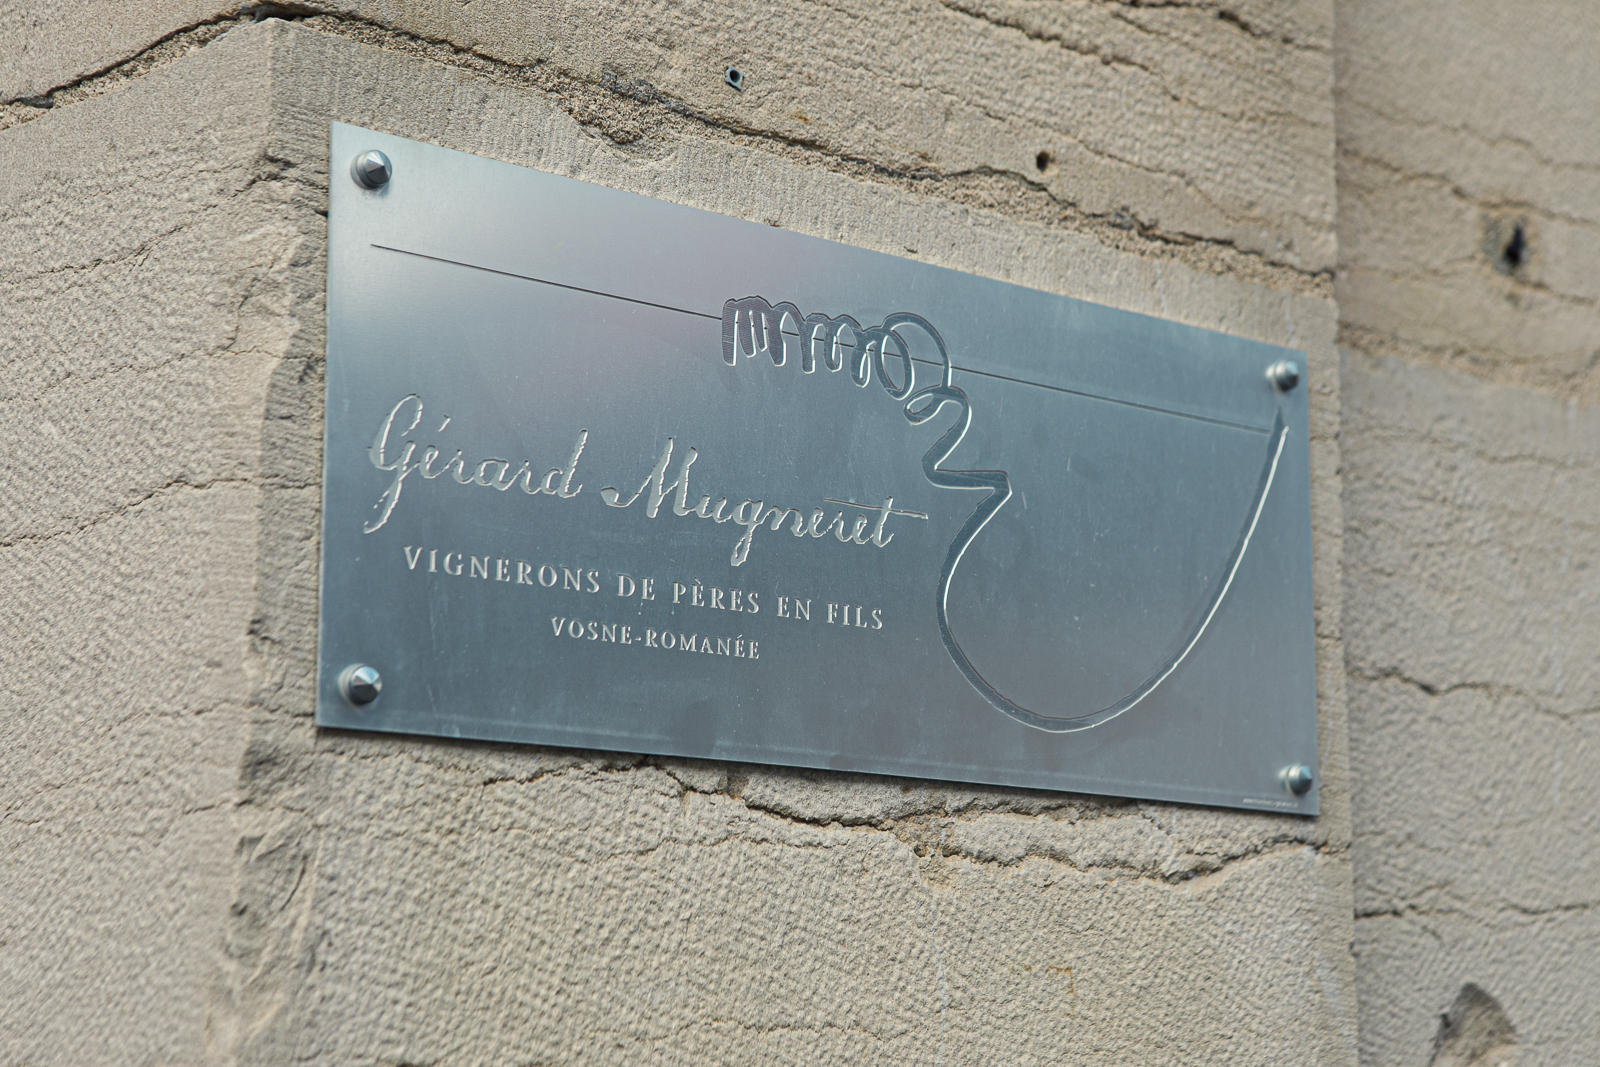 Gérard Mugneret
VIGNERONS DE PÈRES EN FILS
VOSNE-ROMANÉE